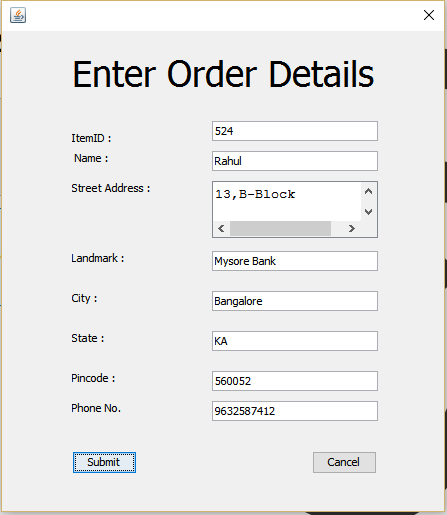 Enter Order Details
ItemID : 524
Name : Rahul
Street Address : 13,B-Block
Landmark : Mysore Bank
City : Bangalore
State : KA
Pincode : 560052
Phone No. 9632587412
Submit Cancel